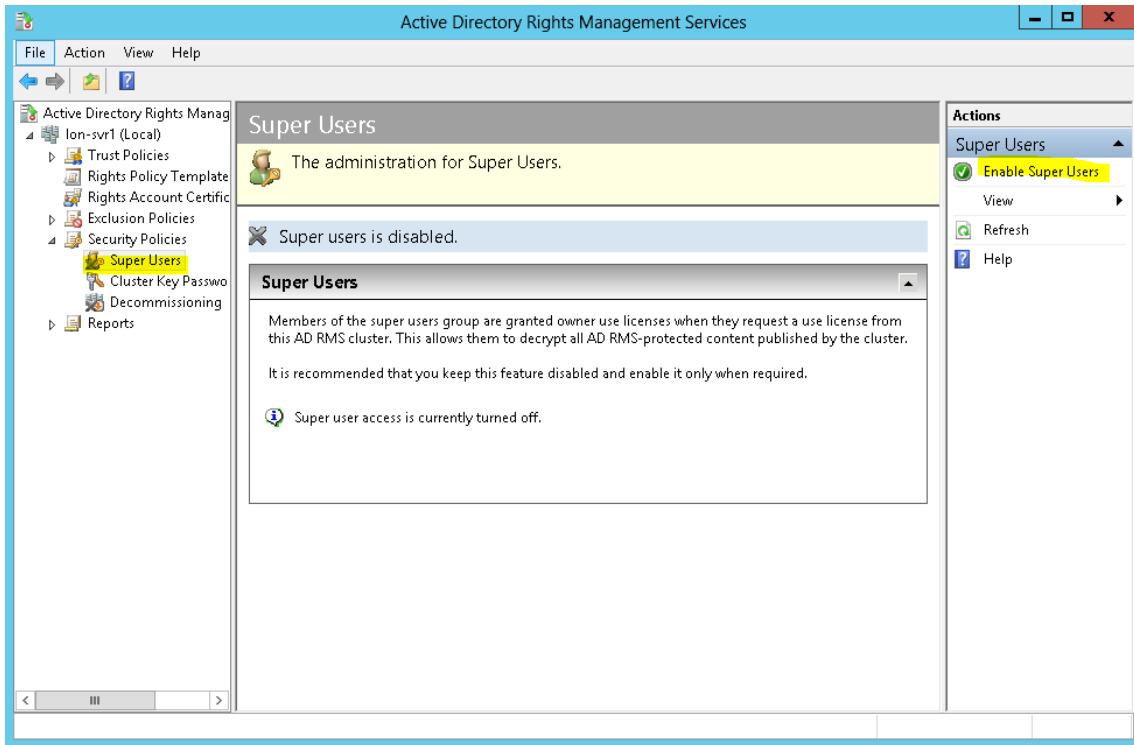 Active Directory Rights Management Services
File Action View Help
Active Directory Rights Manag
lon-svr1 (Local)
Trust Policies
Rights Policy Template
Rights Account Certific
Exclusion Policies
Security Policies
Super Users
Cluster Key Passwo
Decommissioning
Reports
Super Users
The administration for Super Users.
Super users is disabled.
Super Users
Members of the super users group are granted owner use licenses when they request a use license from
this AD RMS cluster. This allows them to decrypt all AD RMS-protected content published by the cluster.
It is recommended that you keep this feature disabled and enable it only when required.
Super user access is currently turned off.
Actions
Super Users
Enable Super Users
View
Refresh
Help